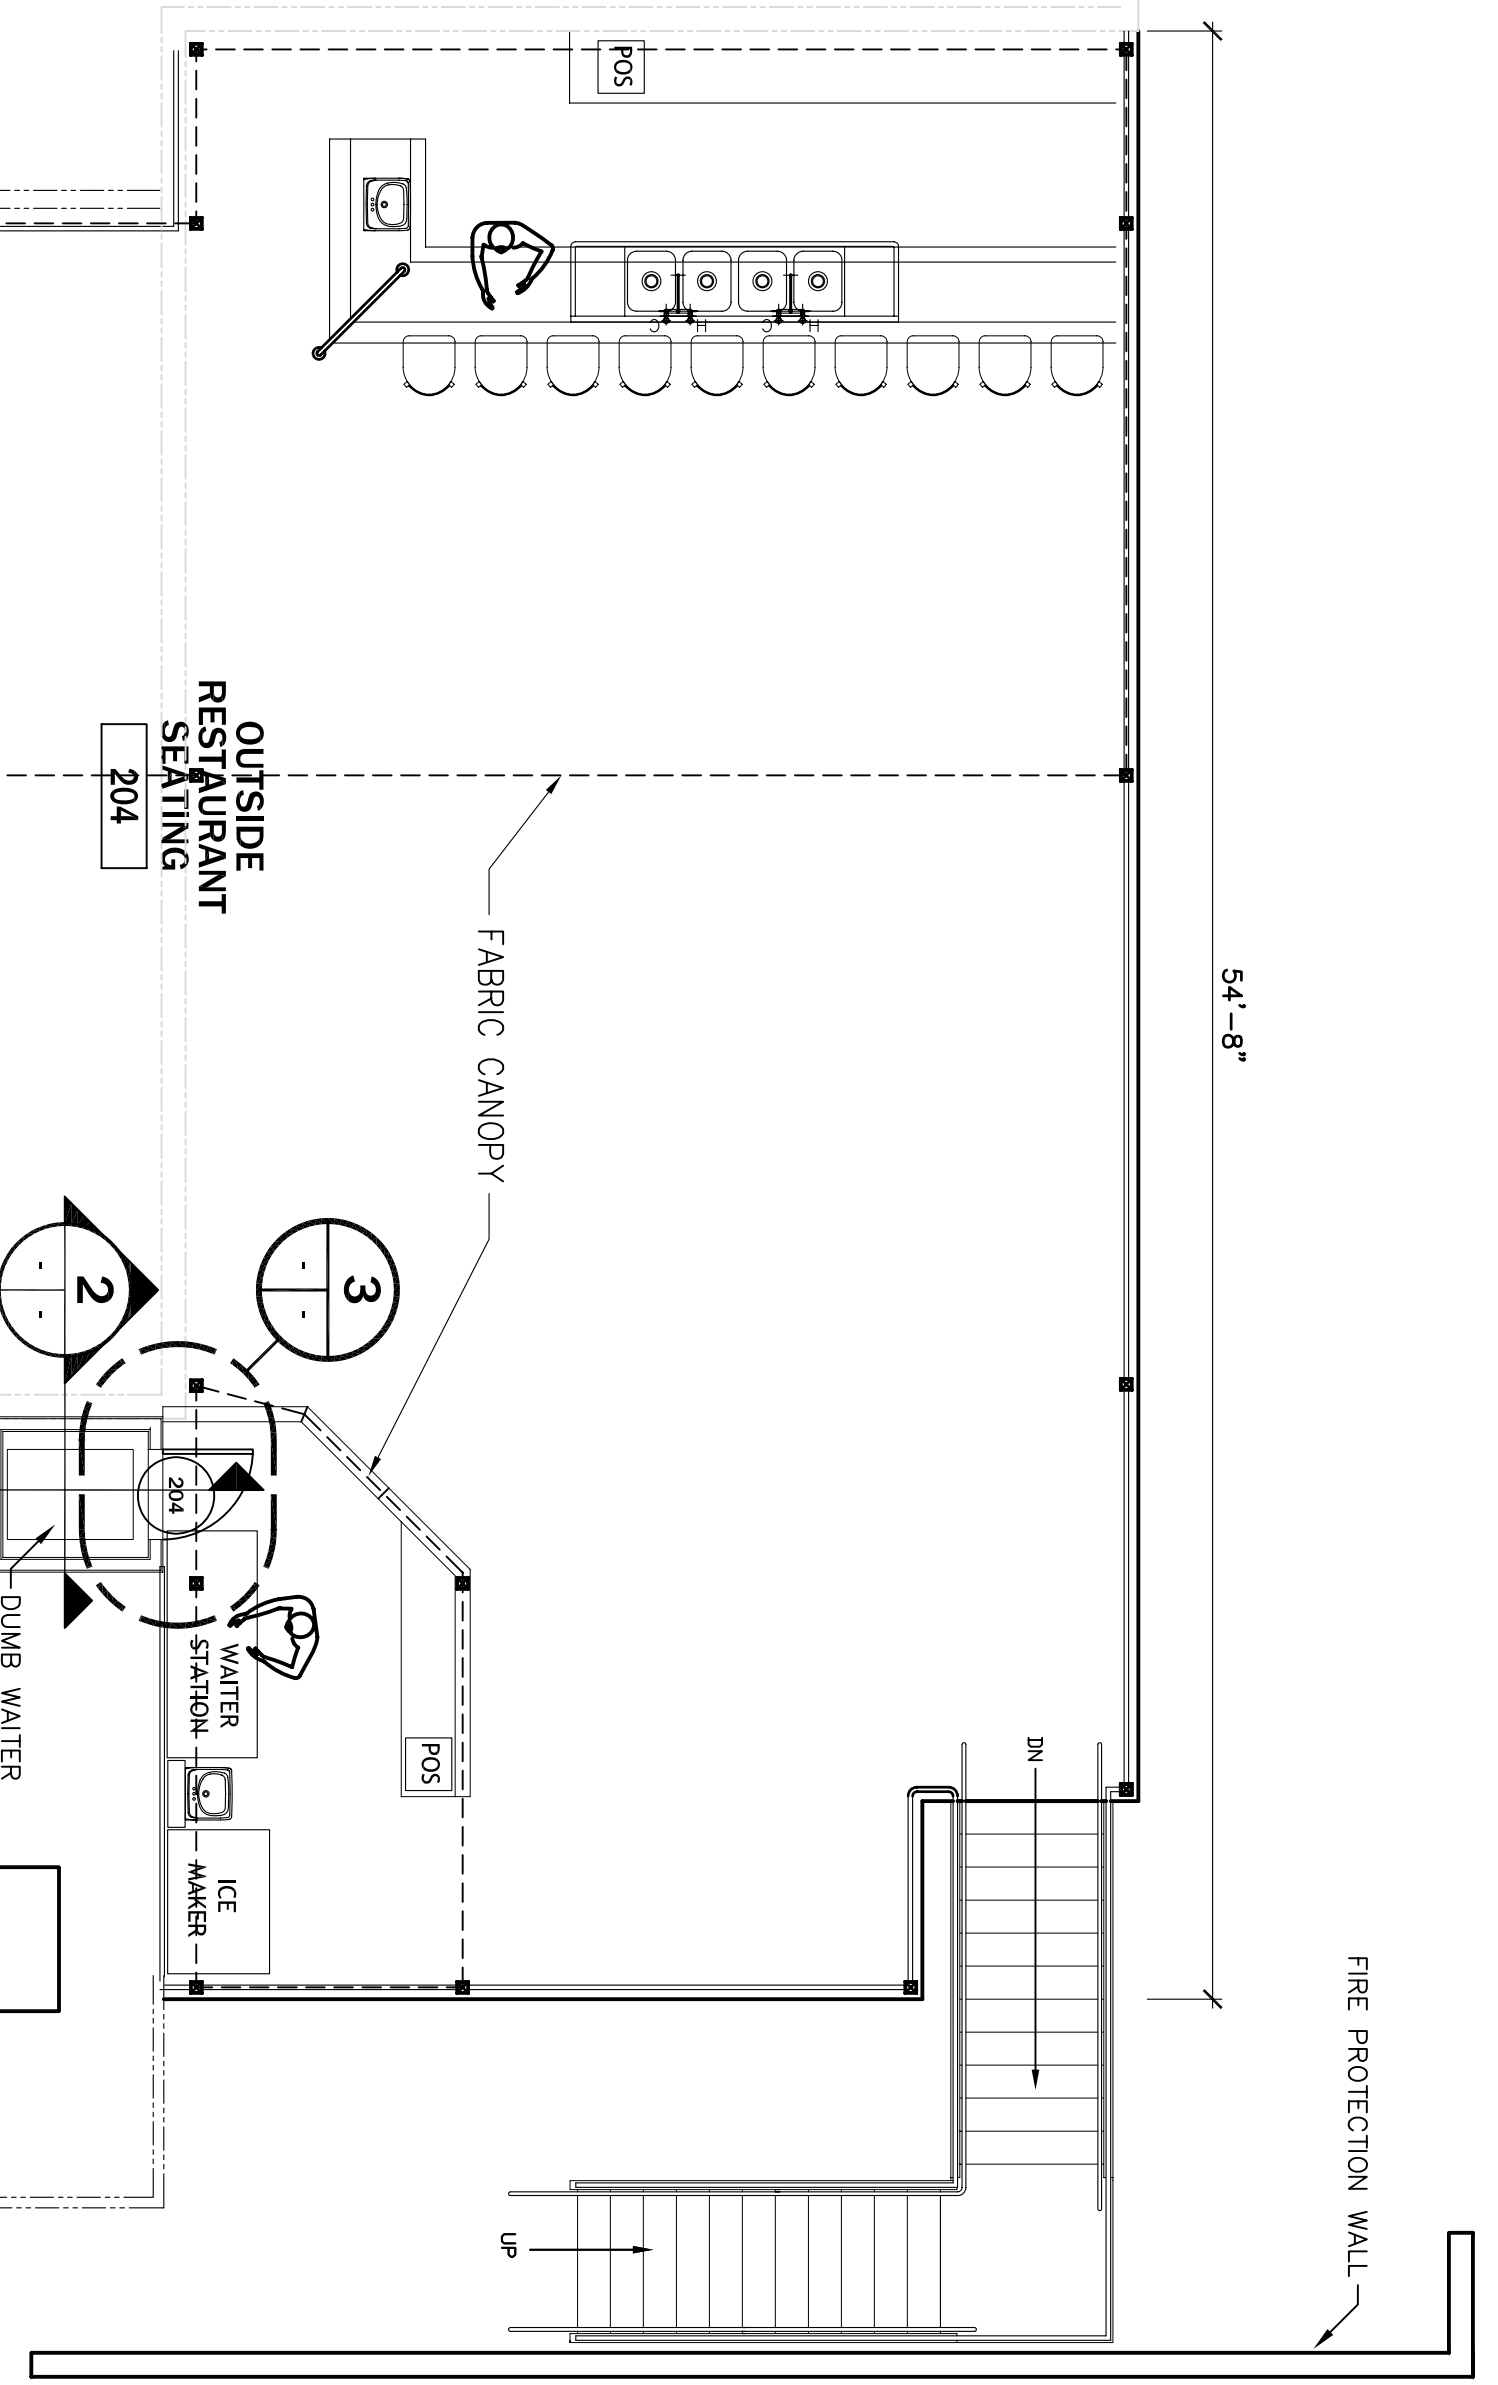 POS
H
C
H
C
54'-8"
OUTSIDE
RESTAURANT
SEATING
204
FABRIC CANOPY
3
- -
2
- -
204
DUMB WAITER
WAITER
STATION
POS
ICE
MAKER
DN
UP
FIRE PROTECTION WALL